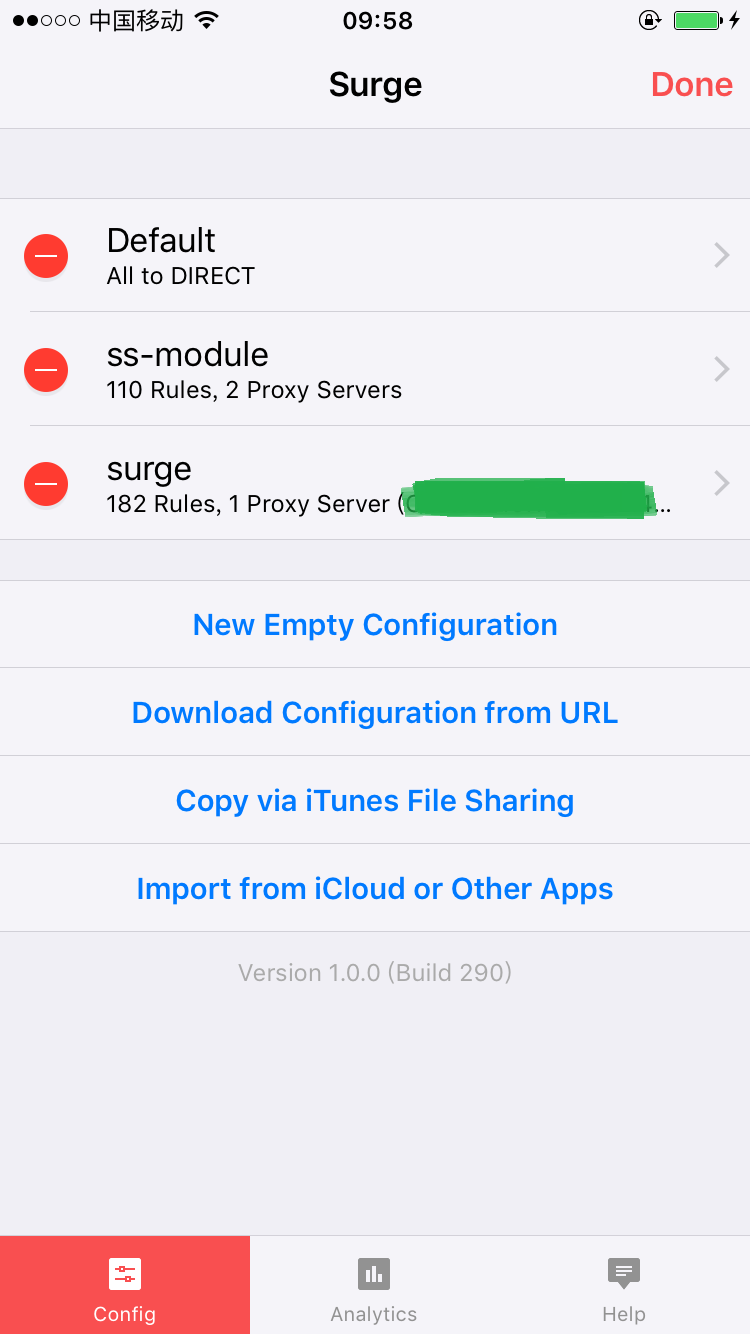 中国移动 09:58
Surge Done
Default
All to DIRECT
ss-module
110 Rules, 2 Proxy Servers
surge
182 Rules, 1 Proxy Server (
New Empty Configuration
Download Configuration from URL
Copy via iTunes File Sharing
Import from iCloud or Other Apps
Version 1.0.0 (Build 290)
Config Analytics Help